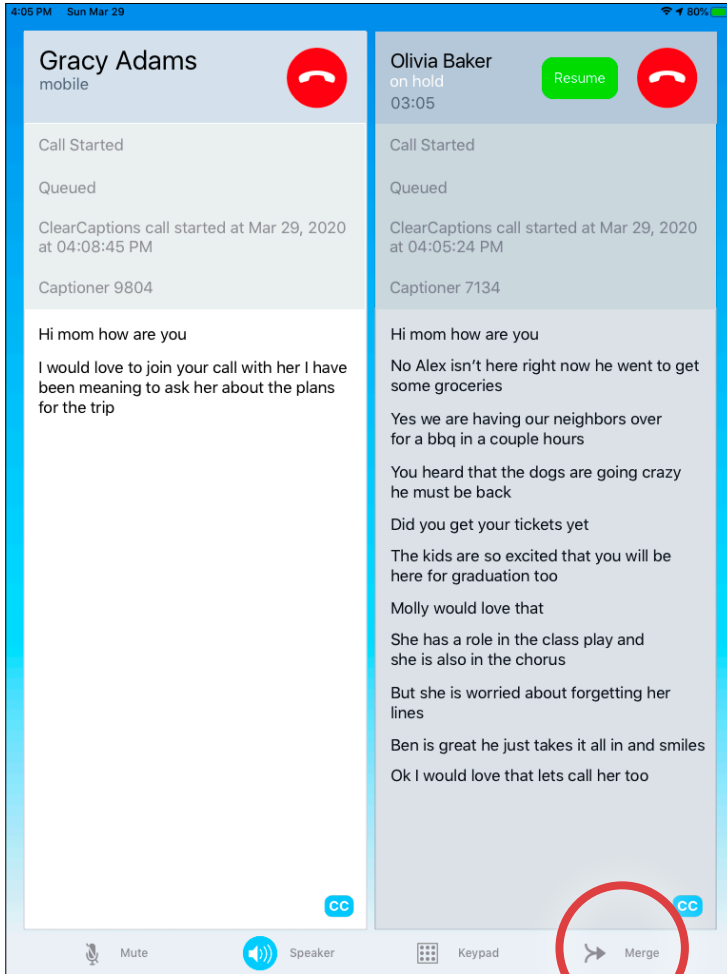 4:05 PM Sun Mar 29
80%
Gracy Adams
mobile
Call Started
Queued
ClearCaptions call started at Mar 29, 2020
at 04:08:45 PM
Captioner 9804
Hi mom how are you
I would love to join your call with her I have
been meaning to ask her about the plans
for the trip
CC
Olivia Baker
on hold
03:05
Resume
Call Started
Queued
ClearCaptions call started at Mar 29, 2020
at 04:05:24 PM
Captioner 7134
Hi mom how are you
No Alex isn’t here right now he went to get
some groceries
Yes we are having our neighbors over
for a bbq in a couple hours
You heard that the dogs are going crazy
he must be back
Did you get your tickets yet
The kids are so excited that you will be
here for graduation too
Molly would love that
She has a role in the class play and
she is also in the chorus
But she is worried about forgetting her
lines
Ben is great he just takes it all in and smiles
Ok I would love that lets call her too
CC
Mute
Speaker
Keypad
Merge